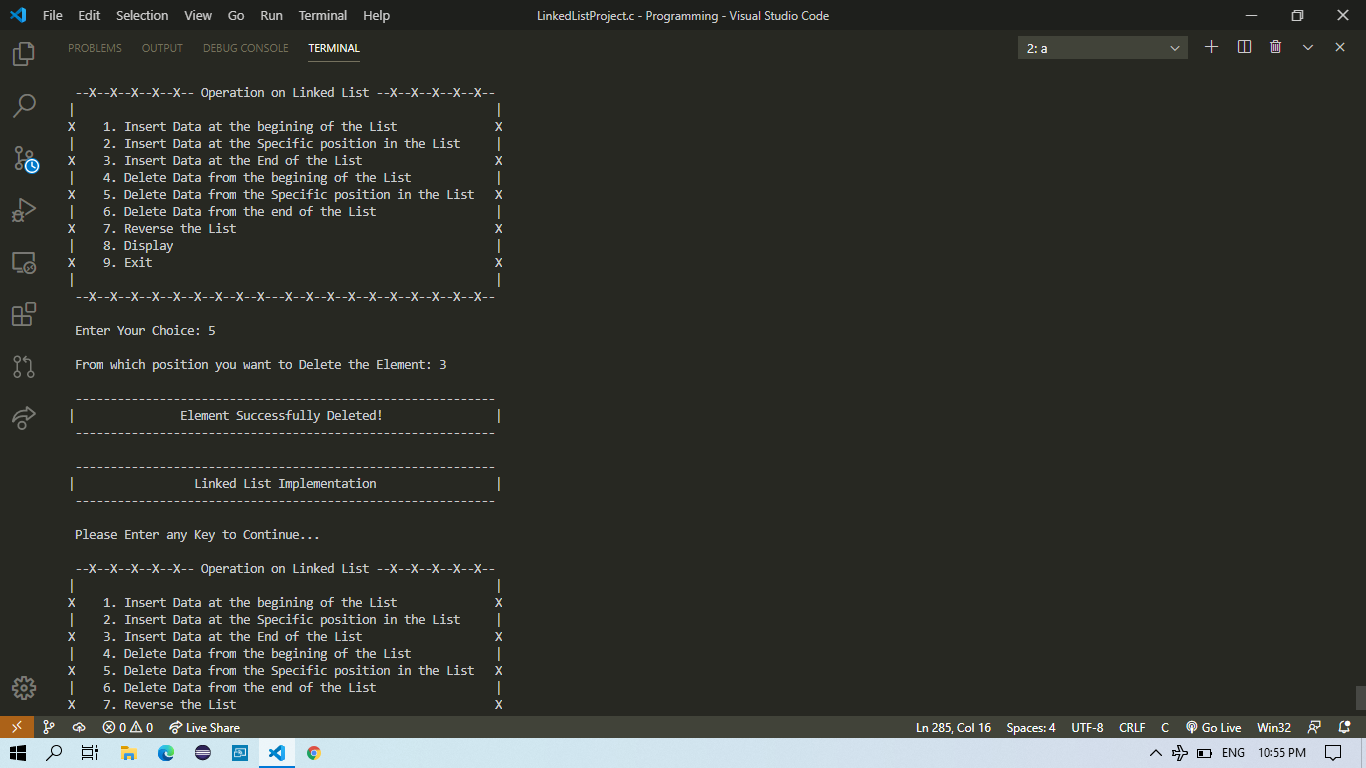 File Edit Selection View Go Run Terminal Help LinkedListProject.c - Programming - Visual Studio Code
PROBLEMS OUTPUT DEBUG CONSOLE TERMINAL 2: a
--X--X--X--X--X-- Operation on Linked List --X--X--X--X--X--
| |
X 1. Insert Data at the begining of the List X
| 2. Insert Data at the Specific position in the List |
X 3. Insert Data at the End of the List X
| 4. Delete Data from the begining of the List |
X 5. Delete Data from the Specific position in the List X
| 6. Delete Data from the end of the List |
X 7. Reverse the List X
| 8. Display |
X 9. Exit X
| |
--X--X--X--X--X--X--X--X--X---X--X--X--X--X--X--X--X--X--X--
Enter Your Choice: 5
From which position you want to Delete the Element: 3
------------------------------------------------------------
| Element Successfully Deleted! |
------------------------------------------------------------
------------------------------------------------------------
| Linked List Implementation |
------------------------------------------------------------
Please Enter any Key to Continue...
--X--X--X--X--X-- Operation on Linked List --X--X--X--X--X--
| |
X 1. Insert Data at the begining of the List X
| 2. Insert Data at the Specific position in the List |
X 3. Insert Data at the End of the List X
| 4. Delete Data from the begining of the List |
X 5. Delete Data from the Specific position in the List X
| 6. Delete Data from the end of the List |
X 7. Reverse the List X
0 0 Live Share Ln 285, Col 16 Spaces: 4 UTF-8 CRLF C Go Live Win32
ENG 10:55 PM